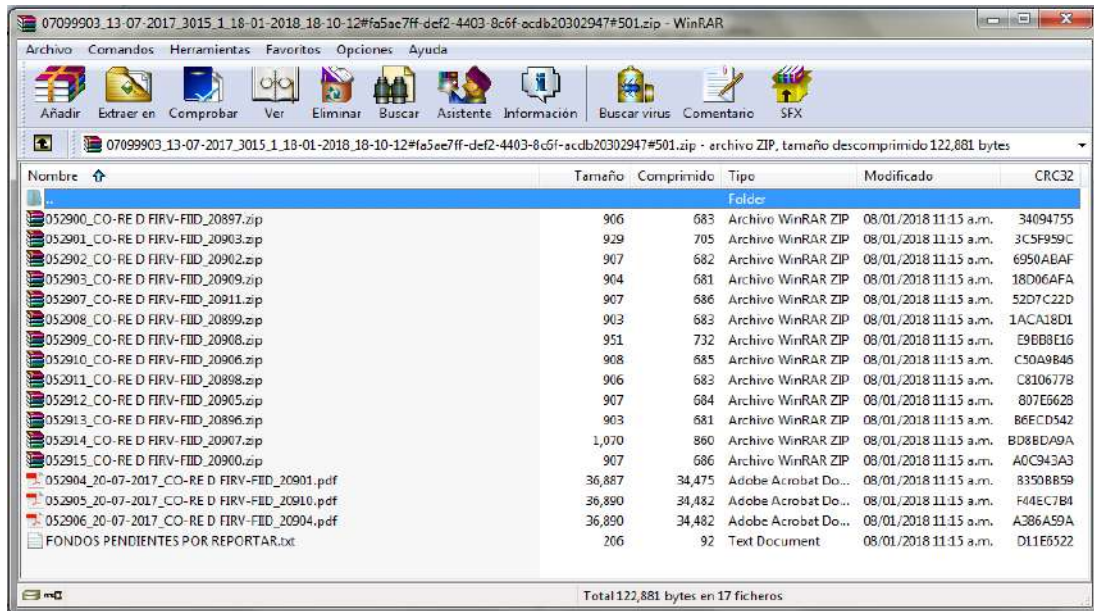 07099903_13-07-2017_3015_1_18-01-2018_18-10-12#fa5ae7ff-def2-4403-8c6f-acdb20302947#501.zip - WinRAR
Archivo Comandos Herramientas Favoritos Opciones Ayuda
Añadir Extraer en Comprobar Ver Eliminar Buscar Asistente Información Buscar virus Comentario SFX
07099903_13-07-2017_3015_1_18-01-2018_18-10-12#fa5ae7ff-def2-4403-8c6f-acdb20302947#501.zip - archivo ZIP, tamaño descomprimido 122,881 bytes
Nombre Tamaño Comprimido Tipo Modificado CRC32
.. Folder
052900_CO-RE D FIRV-FIID_20897.zip 906 683 Archivo WinRAR ZIP 08/01/2018 11:15 a.m. 34094755
052901_CO-RE D FIRV-FIID_20903.zip 929 705 Archivo WinRAR ZIP 08/01/2018 11:15 a.m. 3C5F959C
052902_CO-RE D FIRV-FIID_20902.zip 907 682 Archivo WinRAR ZIP 08/01/2018 11:15 a.m. 6950ABAF
052903_CO-RE D FIRV-FIID_20909.zip 904 681 Archivo WinRAR ZIP 08/01/2018 11:15 a.m. 18D06AFA
052907_CO-RE D FIRV-FIID_20911.zip 907 686 Archivo WinRAR ZIP 08/01/2018 11:15 a.m. 52D7C22D
052908_CO-RE D FIRV-FIID_20899.zip 903 683 Archivo WinRAR ZIP 08/01/2018 11:15 a.m. 1ACA18D1
052909_CO-RE D FIRV-FIID_20908.zip 951 732 Archivo WinRAR ZIP 08/01/2018 11:15 a.m. E9BB8E16
052910_CO-RE D FIRV-FIID_20906.zip 908 685 Archivo WinRAR ZIP 08/01/2018 11:15 a.m. C50A9B46
052911_CO-RE D FIRV-FIID_20898.zip 906 683 Archivo WinRAR ZIP 08/01/2018 11:15 a.m. C810677B
052912_CO-RE D FIRV-FIID_20905.zip 907 684 Archivo WinRAR ZIP 08/01/2018 11:15 a.m. 807E6628
052913_CO-RE D FIRV-FIID_20896.zip 903 681 Archivo WinRAR ZIP 08/01/2018 11:15 a.m. B6ECD542
052914_CO-RE D FIRV-FIID_20907.zip 1,070 860 Archivo WinRAR ZIP 08/01/2018 11:15 a.m. BD8BDA9A
052915_CO-RE D FIRV-FIID_20900.zip 907 686 Archivo WinRAR ZIP 08/01/2018 11:15 a.m. A0C943A3
052904_20-07-2017_CO-RE D FIRV-FIID_20901.pdf 36,887 34,475 Adobe Acrobat Do... 08/01/2018 11:15 a.m. 8350BB59
052905_20-07-2017_CO-RE D FIRV-FIID_20910.pdf 36,890 34,482 Adobe Acrobat Do... 08/01/2018 11:15 a.m. F44EC7B4
052906_20-07-2017_CO-RE D FIRV-FIID_20904.pdf 36,890 34,482 Adobe Acrobat Do... 08/01/2018 11:15 a.m. A386A59A
FONDOS PENDIENTES POR REPORTAR.txt 206 92 Text Document 08/01/2018 11:15 a.m. D11E6522
Total 122,881 bytes en 17 ficheros